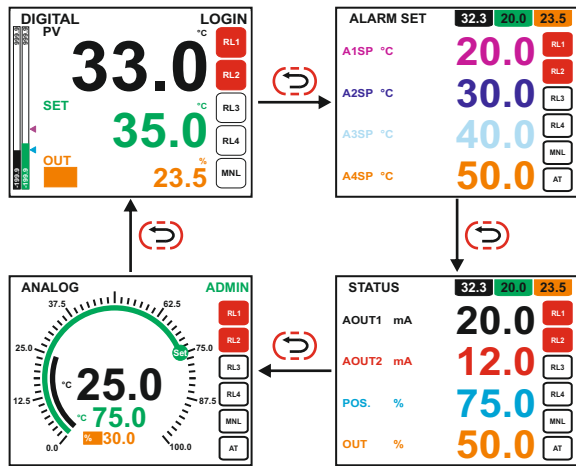 DIGITAL LOGIN
PV °C
33.0
RL1
RL2
SET °C
35.0
RL3
RL4
OUT %
23.5
MNL
999.8 999.8
-199.9 -199.9
ALARM SET 32.3 20.0 23.5
A1SP °C 20.0 RL1
RL2
A2SP °C 30.0 RL3
A3SP °C 40.0 RL4
MNL
A4SP °C 50.0 AT
ANALOG ADMIN
37.5 62.5
25.0 75.0
12.5 87.5
0.0 100.0
Set
°C 25.0
°C 75.0
% 30.0
RL1
RL2
RL3
RL4
MNL
AT
STATUS 32.3 20.0 23.5
AOUT1 mA 20.0 RL1
RL2
AOUT2 mA 12.0 RL3
POS. % 75.0 RL4
MNL
OUT % 50.0 AT